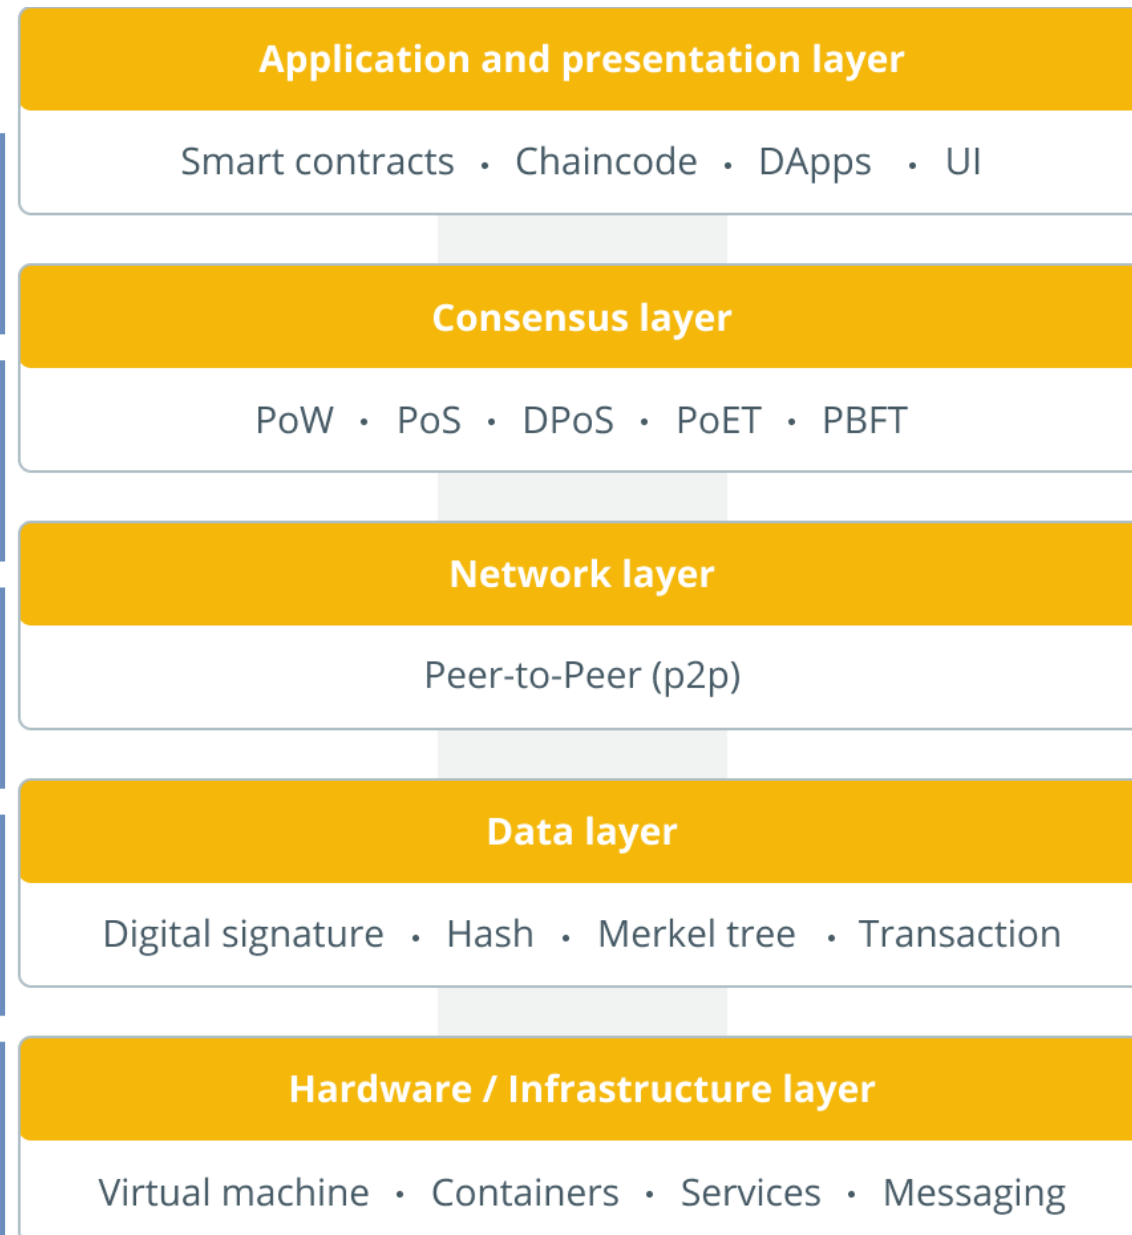 Application and presentation layer
Smart contracts · Chaincode · DApps · UI
Consensus layer
PoW · PoS · DPoS · PoET · PBFT
Network layer
Peer-to-Peer (p2p)
Data layer
Digital signature · Hash · Merkel tree · Transaction
Hardware / Infrastructure layer
Virtual machine · Containers · Services · Messaging